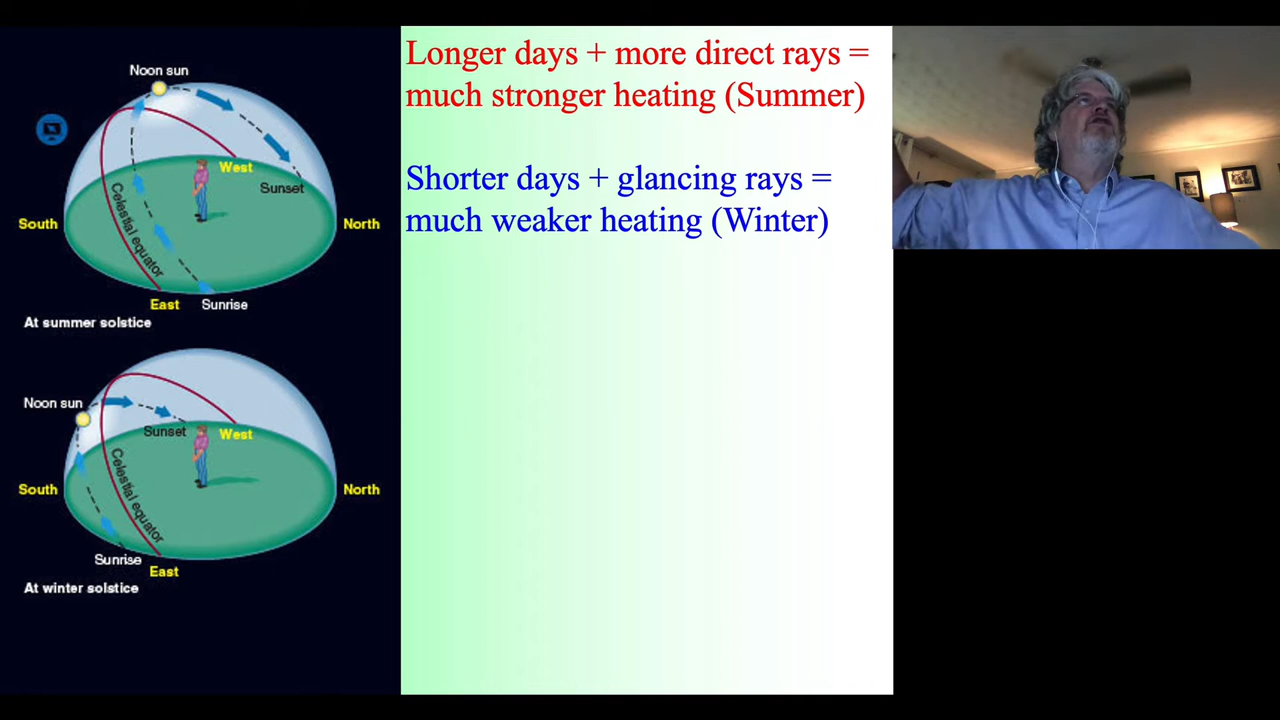 Noon sun
West
Sunset
South
North
Celestial equator
East
Sunrise
At summer solstice
Noon sun
Sunset
West
South
North
Celestial equator
Sunrise
East
At winter solstice
Longer days + more direct rays =
much stronger heating (Summer)
Shorter days + glancing rays =
much weaker heating (Winter)